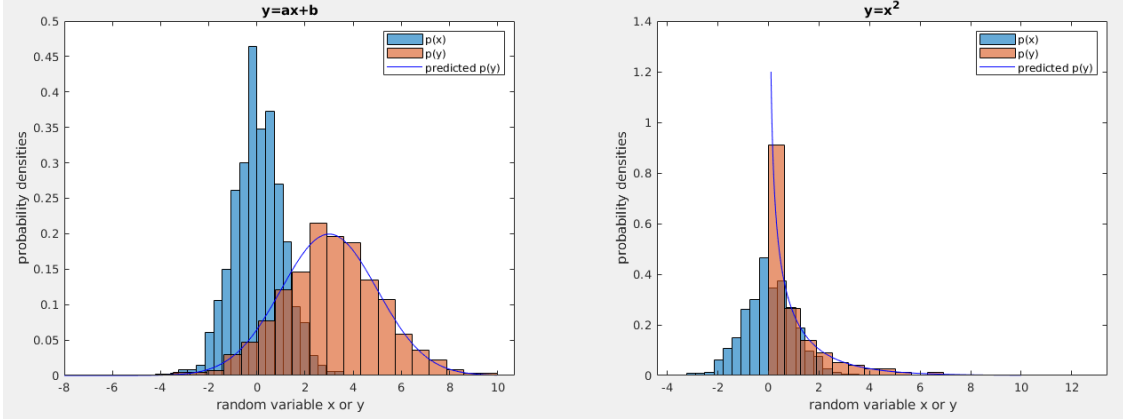 y=ax+b
0.5
0.45
0.4
0.35
0.3
0.25
0.2
0.15
0.1
0.05
0
probability densities
-8 -6 -4 -2 0 2 4 6 8 10
random variable x or y
p(x)
p(y)
predicted p(y)
y=x²
1.4
1.2
1
0.8
0.6
0.4
0.2
0
probability densities
-4 -2 0 2 4 6 8 10 12
random variable x or y
p(x)
p(y)
predicted p(y)